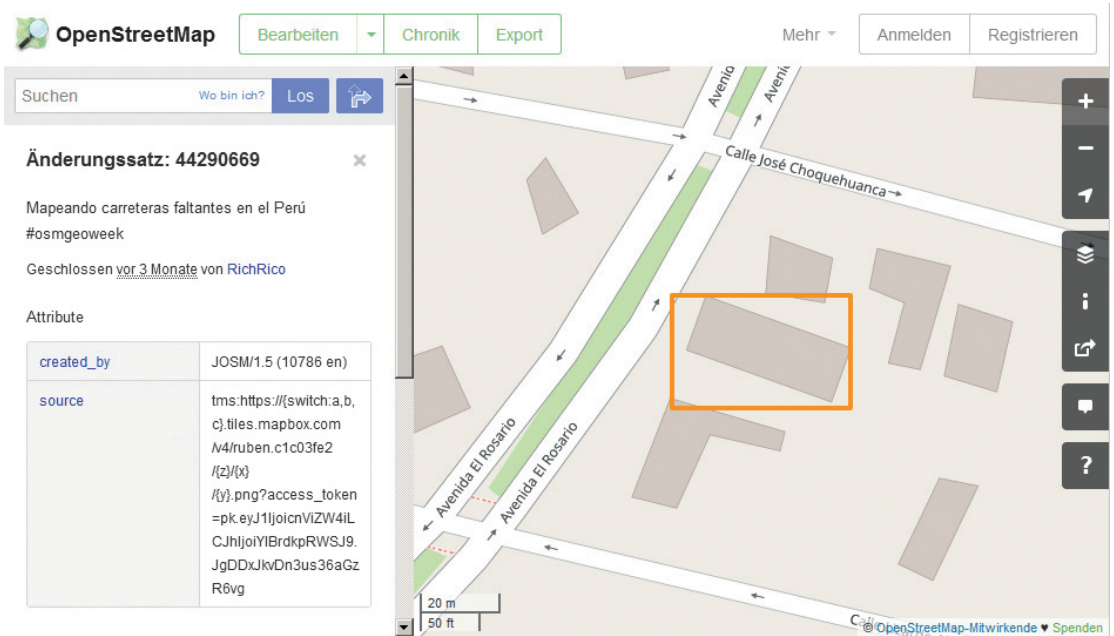 OpenStreetMap
Bearbeiten
Chronik
Export
Mehr
Anmelden
Registrieren
Suchen
Wo bin ich?
Los
Änderungssatz: 44290669
×
Mapeando carreteras faltantes en el Perú
#osmgeoweek
Geschlossen vor 3 Monate von RichRico
Attribute
created_by
JOSM/1.5 (10786 en)
source
tms:https://{switch:a,b,
c}.tiles.mapbox.com
/v4/ruben.c1c03fe2
/{z}/{x}
/{y}.png?access_token
=pk.eyJ1IjoicnViZW4iL
CJhIjoiYlBrdkpRWSJ9.
JgDDxJkvDn3us36aGz
R6vg
Avenio
Aveni
Calle José Choquehuanca
Avenida El Rosario
Avenida El Rosario
+
−
i
?
20 m
50 ft
© OpenStreetMap-Mitwirkende ♥ Spenden